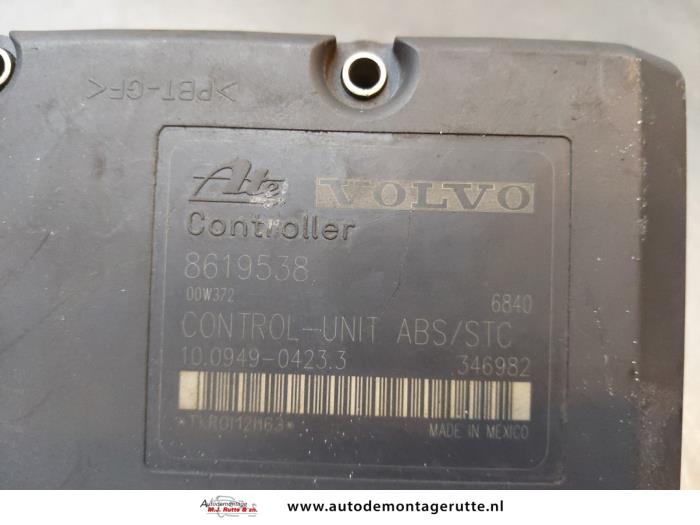 >PBT-GF<
Ate VOLVO
Controller
8619538
00W372 6840
CONTROL-UNIT ABS/STC
10.0949-0423.3 346982
*TKR0M12M63*
MADE IN MEXICO
Autodemontage
M.J. Rutte & zn.
www.autodemontagerutte.nl